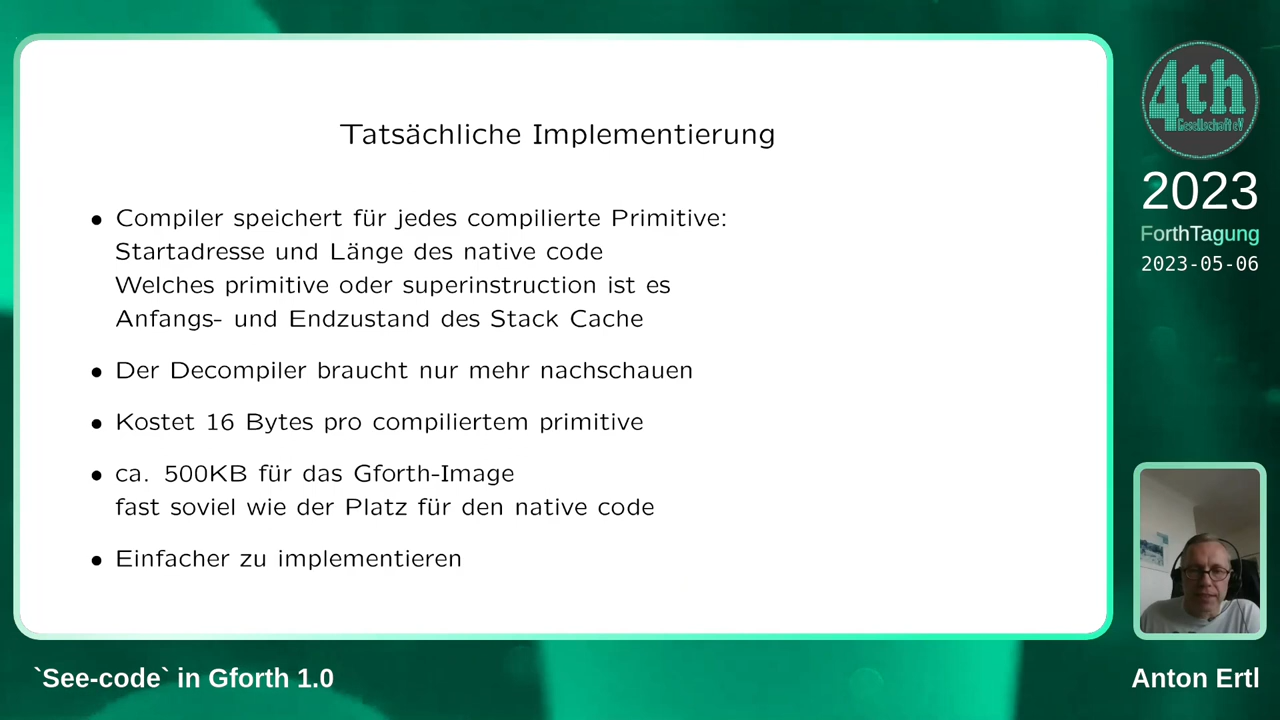 Tatsächliche Implementierung
• Compiler speichert für jedes compilierte Primitive:
Startadresse und Länge des native code
Welches primitive oder superinstruction ist es
Anfangs- und Endzustand des Stack Cache
• Der Decompiler braucht nur mehr nachschauen
• Kostet 16 Bytes pro compiliertem primitive
• ca. 500KB für das Gforth-Image
fast soviel wie der Platz für den native code
• Einfacher zu implementieren
4th
Gesellschaft eV
2023
ForthTagung
2023-05-06
`See-code` in Gforth 1.0
Anton Ertl